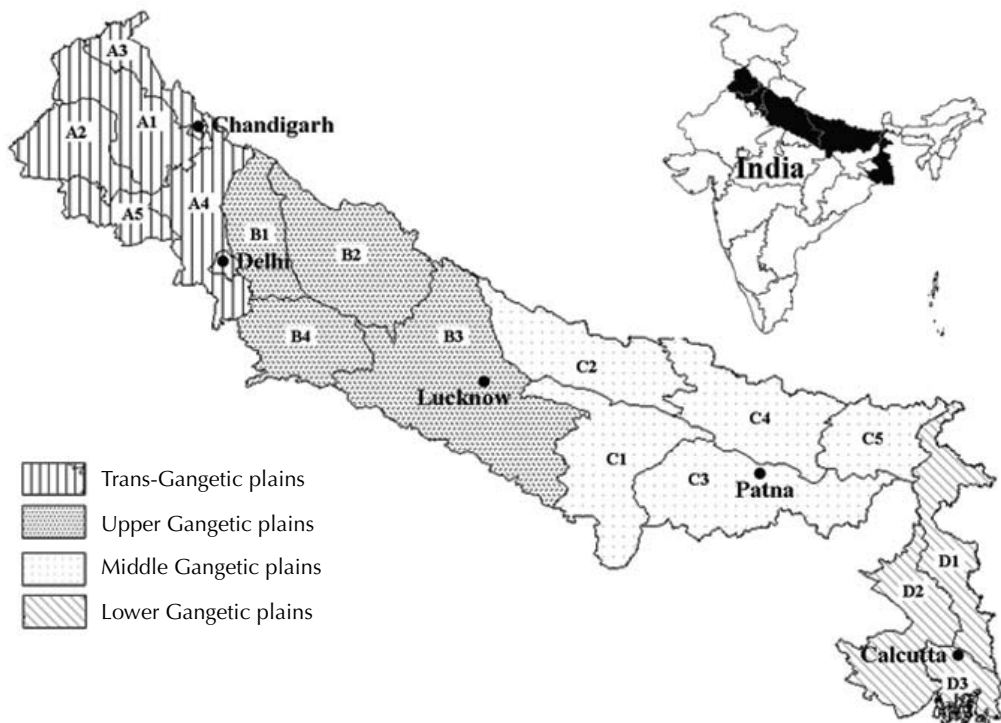 A3
A2
A1
Chandigarh
A5
A4
B1
Delhi
B2
B4
B3
Lucknow
C2
C4
C5
C1
C3
Patna
D1
D2
Calcutta
D3
India
Trans-Gangetic plains
Upper Gangetic plains
Middle Gangetic plains
Lower Gangetic plains